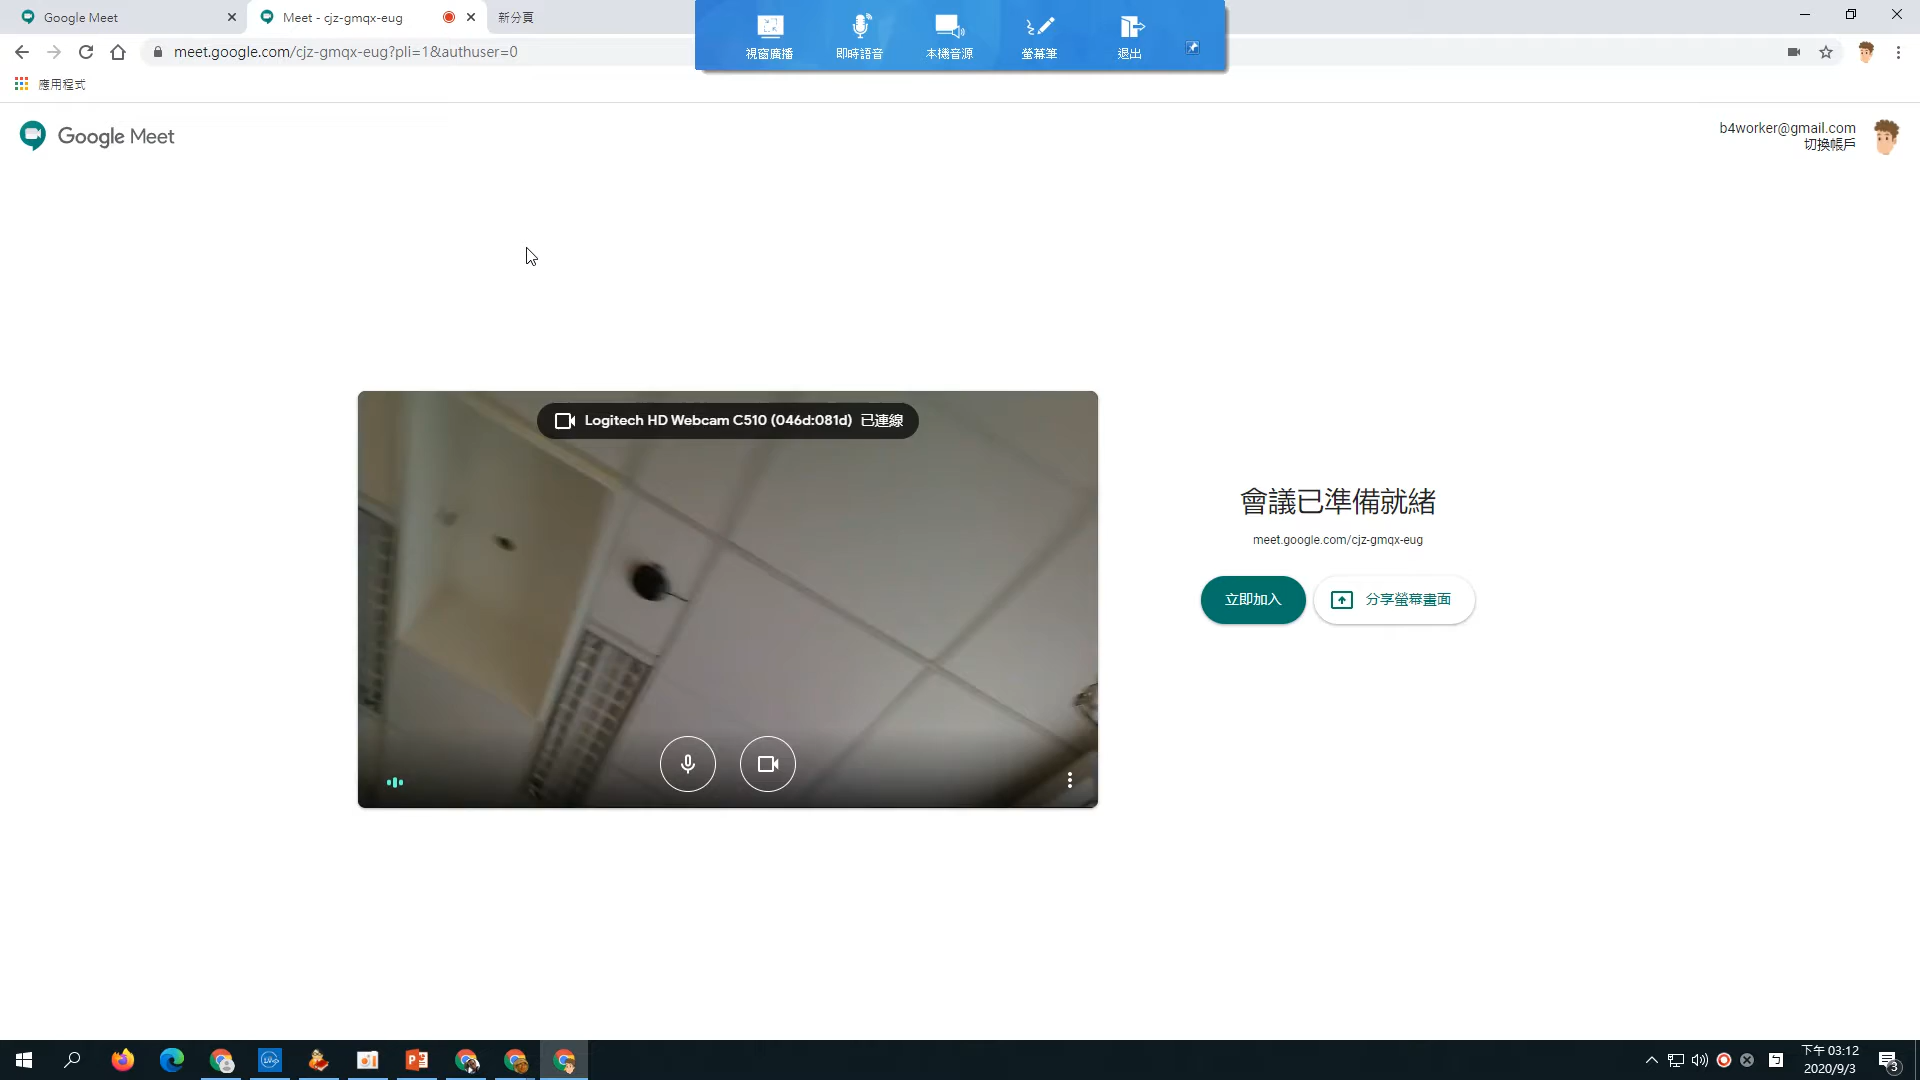 Google Meet
Meet - cjz-gmqx-eug
新分頁
視窗廣播
即時語音
本機音源
螢幕筆
退出
meet.google.com/cjz-gmqx-eug?pli=1&authuser=0
應用程式
Google Meet
b4worker@gmail.com
切換帳戶
Logitech HD Webcam C510 (046d:081d) 已連線
會議已準備就緒
meet.google.com/cjz-gmqx-eug
立即加入
分享螢幕畫面
下午 03:12
2020/9/3
3